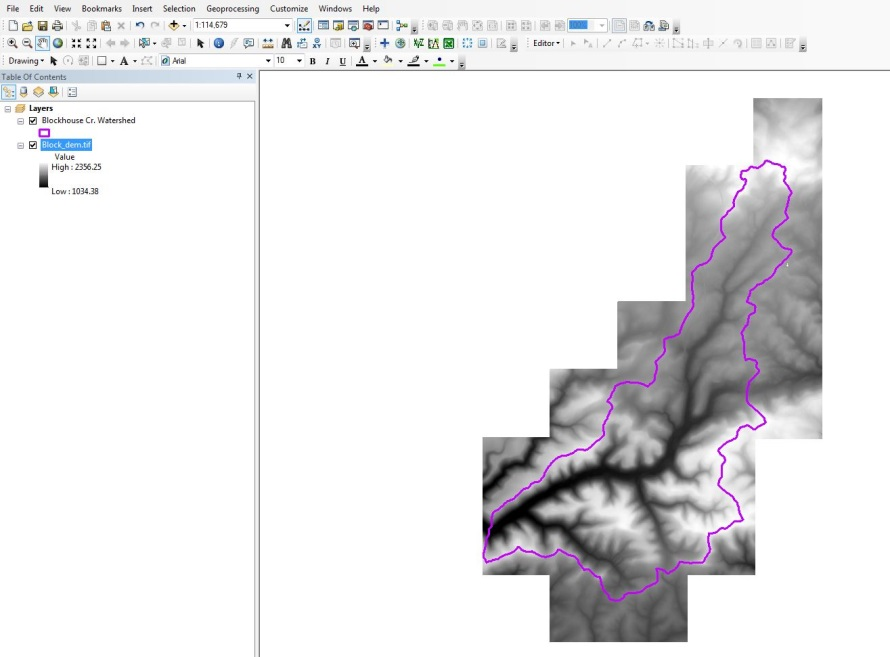 File Edit View Bookmarks Insert Selection Geoprocessing Customize Windows Help
1:114,679
Editor
Drawing A Arial 10 B I U A
Table Of Contents
Layers
Blockhouse Cr. Watershed
Block_dem.tif
Value
High : 2356.25
Low : 1034.38